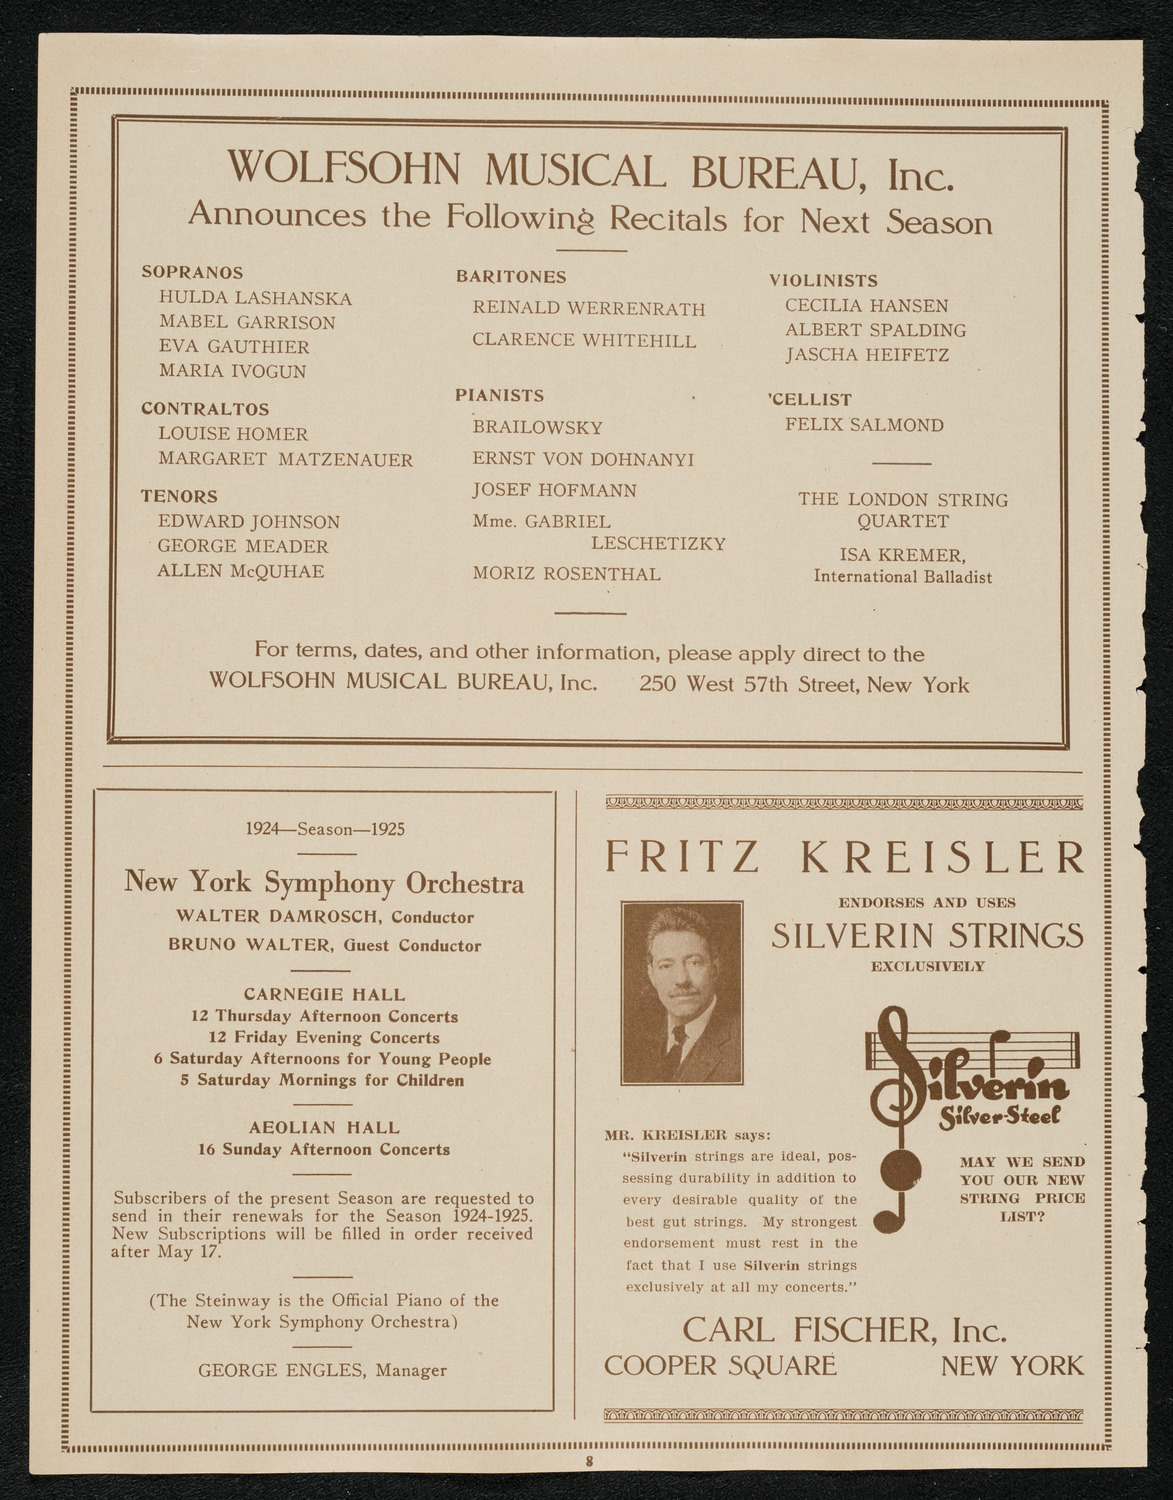 WOLFSOHN MUSICAL BUREAU, Inc.
Announces the Following Recitals for Next Season
SOPRANOS
HULDA LASHANSKA
MABEL GARRISON
EVA GAUTHIER
MARIA IVOGUN
CONTRALTOS
LOUISE HOMER
MARGARET MATZENAUER
TENORS
EDWARD JOHNSON
GEORGE MEADER
ALLEN McQUHAE
BARITONES
REINALD WERRENRATH
CLARENCE WHITEHILL
PIANISTS
BRAILOWSKY
ERNST VON DOHNANYI
JOSEF HOFMANN
Mme. GABRIEL
LESCHETIZKY
MORIZ ROSENTHAL
VIOLINISTS
CECILIA HANSEN
ALBERT SPALDING
JASCHA HEIFETZ
'CELLIST
FELIX SALMOND
THE LONDON STRING
QUARTET
ISA KREMER,
International Balladist
For terms, dates, and other information, please apply direct to the
WOLFSOHN MUSICAL BUREAU, Inc. 250 West 57th Street, New York
1924—Season—1925
New York Symphony Orchestra
WALTER DAMROSCH, Conductor
BRUNO WALTER, Guest Conductor
CARNEGIE HALL
12 Thursday Afternoon Concerts
12 Friday Evening Concerts
6 Saturday Afternoons for Young People
5 Saturday Mornings for Children
AEOLIAN HALL
16 Sunday Afternoon Concerts
Subscribers of the present Season are requested to
send in their renewals for the Season 1924-1925.
New Subscriptions will be filled in order received
after May 17.
(The Steinway is the Official Piano of the
New York Symphony Orchestra)
GEORGE ENGLES, Manager
FRITZ KREISLER
ENDORSES AND USES
SILVERIN STRINGS
EXCLUSIVELY
Silverin
Silver-Steel
MR. KREISLER says:
"Silverin strings are ideal, pos-
sessing durability in addition to
every desirable quality of the
best gut strings. My strongest
endorsement must rest in the
fact that I use Silverin strings
exclusively at all my concerts."
MAY WE SEND
YOU OUR NEW
STRING PRICE
LIST?
CARL FISCHER, Inc.
COOPER SQUARE NEW YORK
8